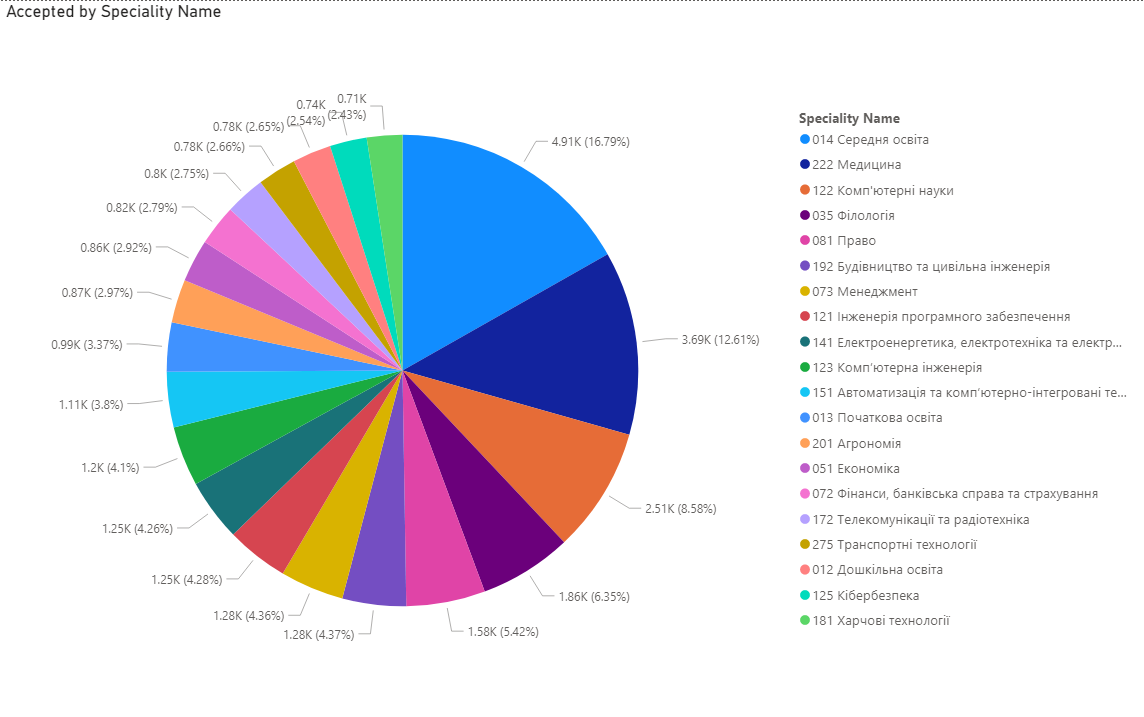 Accepted by Speciality Name
0.71K
(2.43%)
0.74K
(2.54%)
0.78K (2.65%)
0.78K (2.66%)
0.8K (2.75%)
0.82K (2.79%)
0.86K (2.92%)
0.87K (2.97%)
0.99K (3.37%)
1.11K (3.8%)
1.2K (4.1%)
1.25K (4.26%)
1.25K (4.28%)
1.28K (4.36%)
1.28K (4.37%)
1.58K (5.42%)
1.86K (6.35%)
2.51K (8.58%)
3.69K (12.61%)
4.91K (16.79%)
Speciality Name
014 Середня освіта
222 Медицина
122 Комп'ютерні науки
035 Філологія
081 Право
192 Будівництво та цивільна інженерія
073 Менеджмент
121 Інженерія програмного забезпечення
141 Електроенергетика, електротехніка та електр...
123 Комп'ютерна інженерія
151 Автоматизація та комп'ютерно-інтегровані те...
013 Початкова освіта
201 Агрономія
051 Економіка
072 Фінанси, банківська справа та страхування
172 Телекомунікації та радіотехніка
275 Транспортні технології
012 Дошкільна освіта
125 Кібербезпека
181 Харчові технології